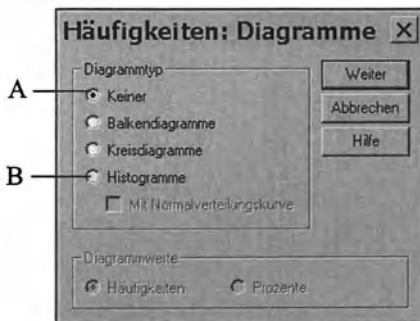 Häufigkeiten: Diagramme
Diagrammtyp
A
Keiner
Balkendiagramme
Kreisdiagramme
B
Histogramme
Mit Normalverteilungskurve
Weiter
Abbrechen
Hilfe
Diagrammwerte
Häufigkeiten
Prozente